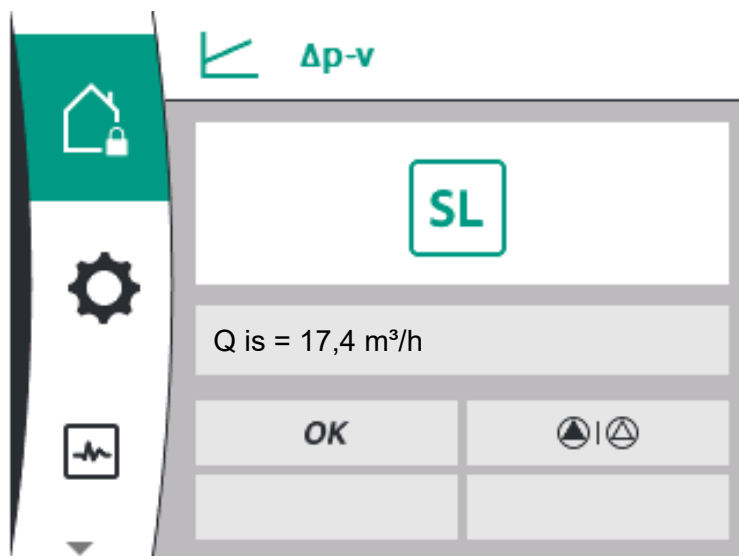 Δp-v
SL
Q is = 17,4 m³/h
OK